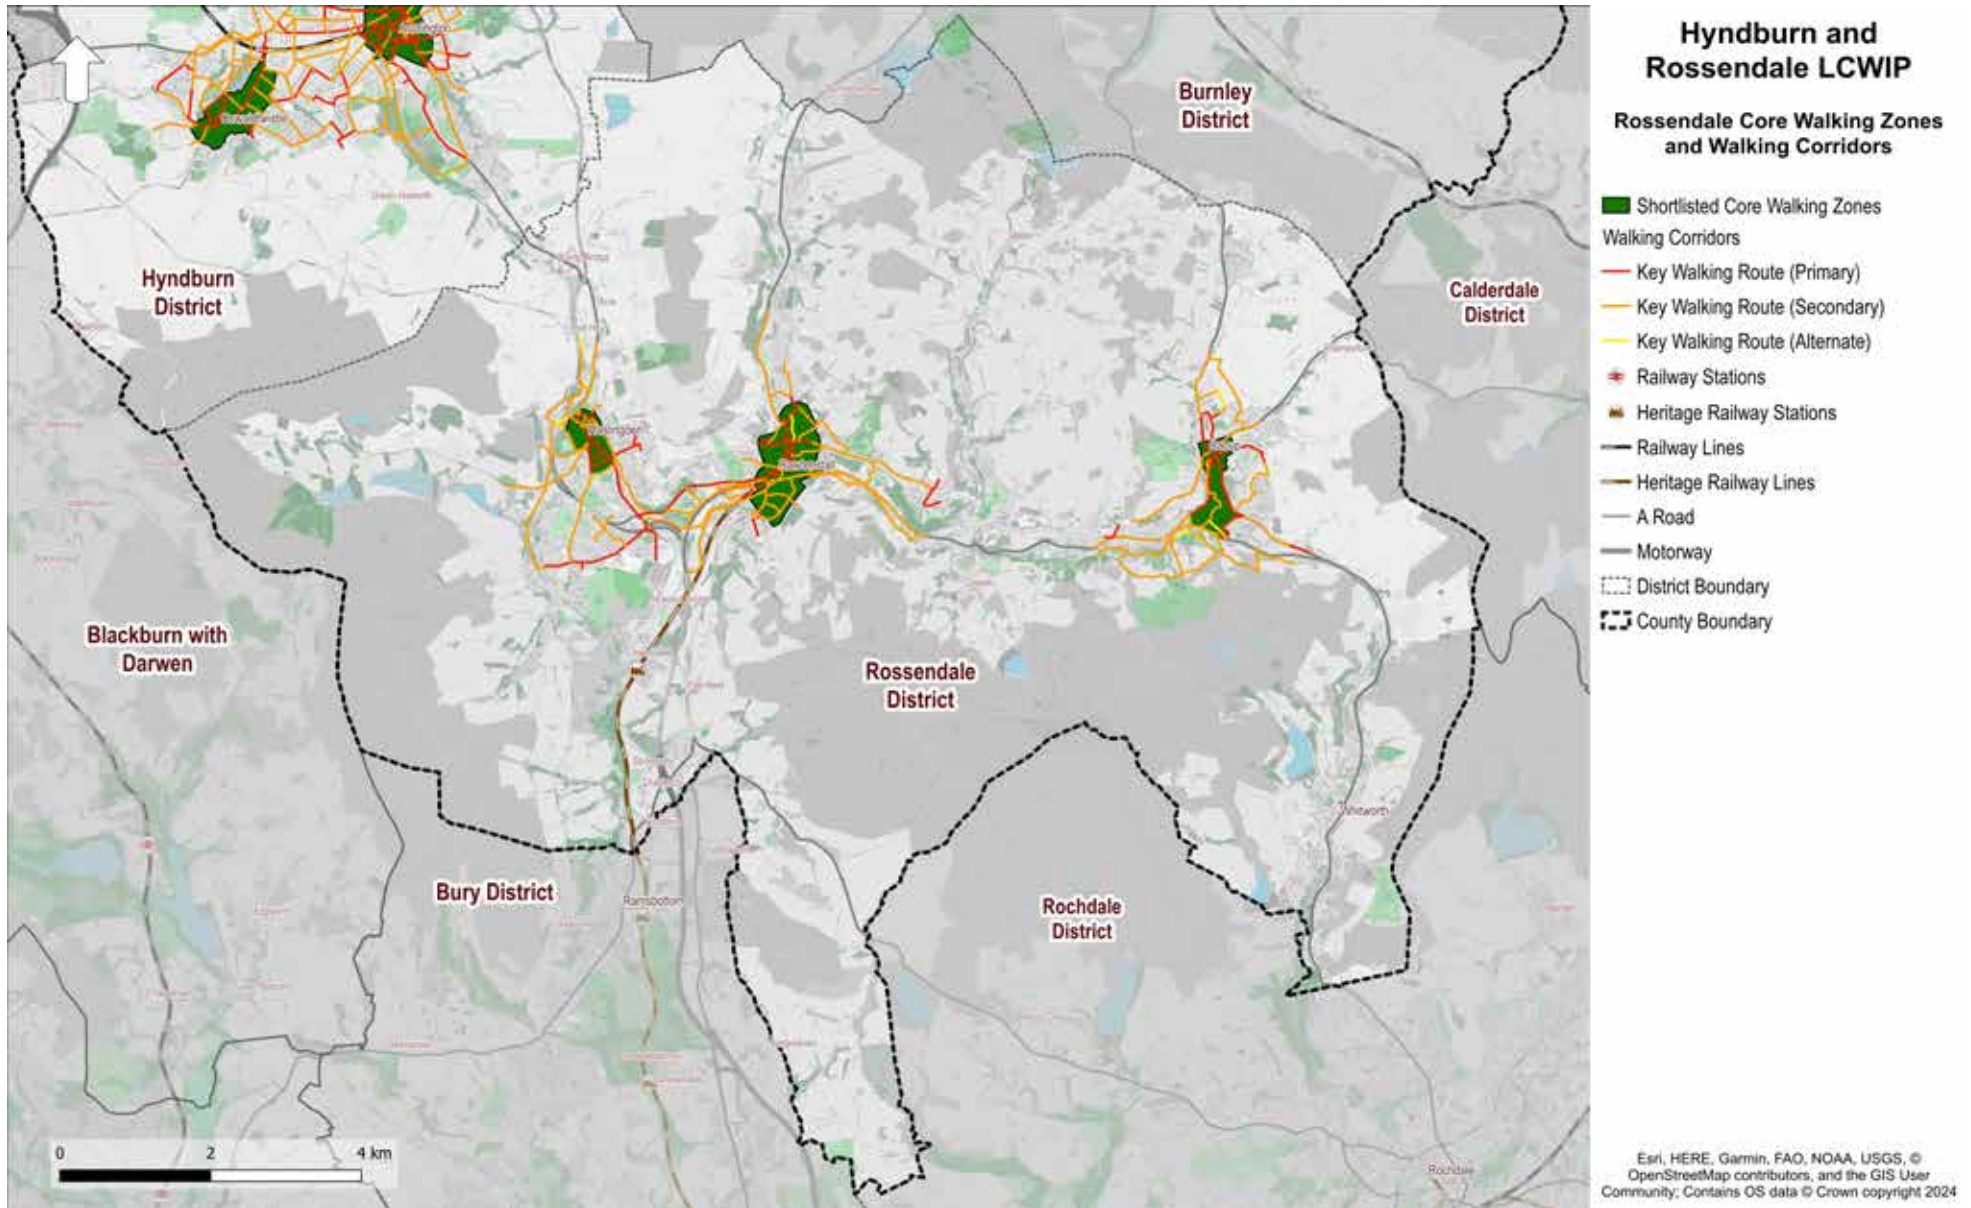 Hyndburn and
Rossendale LCWIP
Rossendale Core Walking Zones
and Walking Corridors
Shortlisted Core Walking Zones
Walking Corridors
Key Walking Route (Primary)
Key Walking Route (Secondary)
Key Walking Route (Alternate)
Railway Stations
Heritage Railway Stations
Railway Lines
Heritage Railway Lines
A Road
Motorway
District Boundary
County Boundary
Burnley
District
Hyndburn
District
Calderdale
District
Blackburn with
Darwen
Rossendale
District
Whitworth
Bury District
Ramsbottom
Rochdale
District
Rochdale
0 2 4 km
Esri, HERE, Garmin, FAO, NOAA, USGS, ©
OpenStreetMap contributors, and the GIS User
Community; Contains OS data © Crown copyright 2024